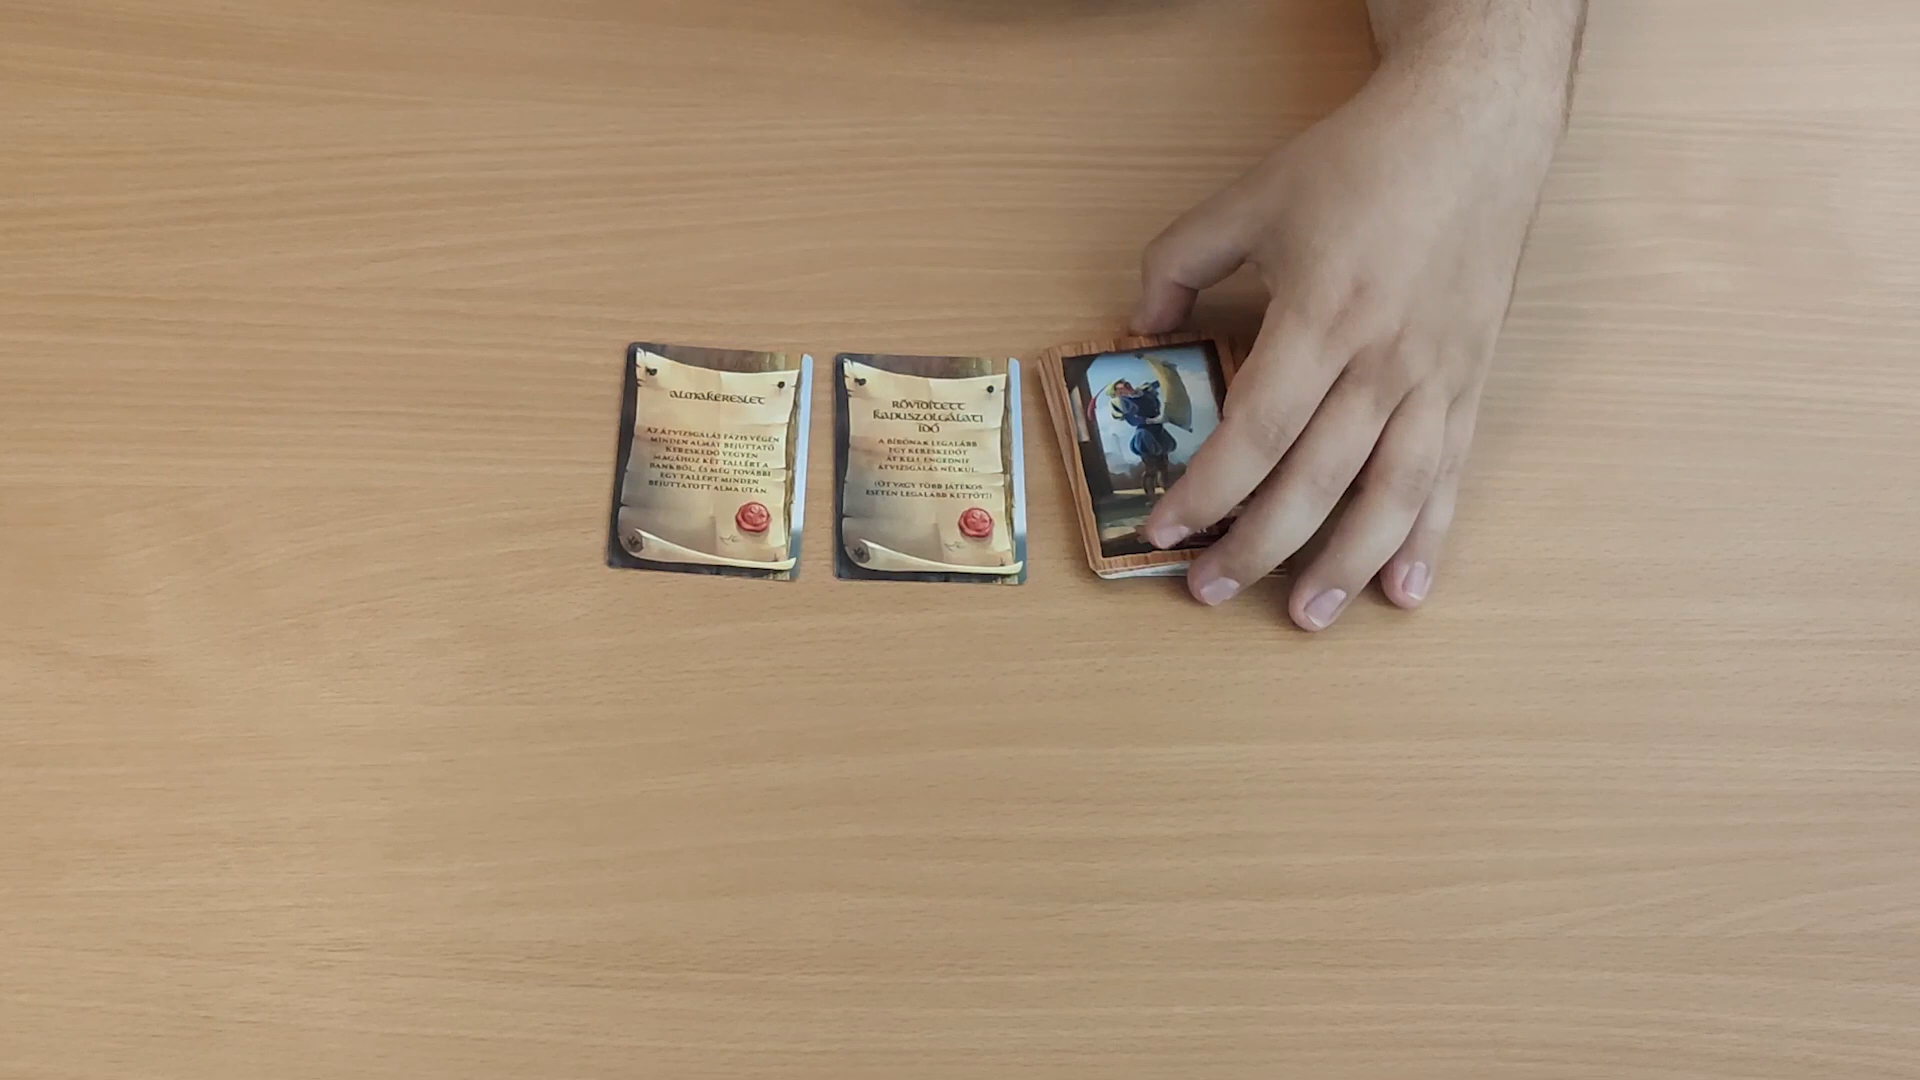 ALMAKERESLET
AZ ÁTVIZSGÁLÁS FÁZIS VÉGÉN
MINDEN ALMÁT BEJUTTATÓ
KERESKEDŐ VEGYEN
MAGÁHOZ KÉT TALLÉRT A
BANKBÓL, ÉS MÉG TOVÁBBI
EGY TALLÉRT MINDEN
BEJUTTATOTT ALMA UTÁN
RÖVIDÍTETT
KAPUSZOLGÁLATI
IDŐ
A BÍRÓNAK LEGALÁBB
EGY KERESKEDŐT
ÁT KELL ENGEDNIE
ÁTVIZSGÁLÁS NÉLKÜL.
(ÖT VAGY TÖBB JÁTÉKOS
ESETÉN LEGALÁBB KETTŐT!)